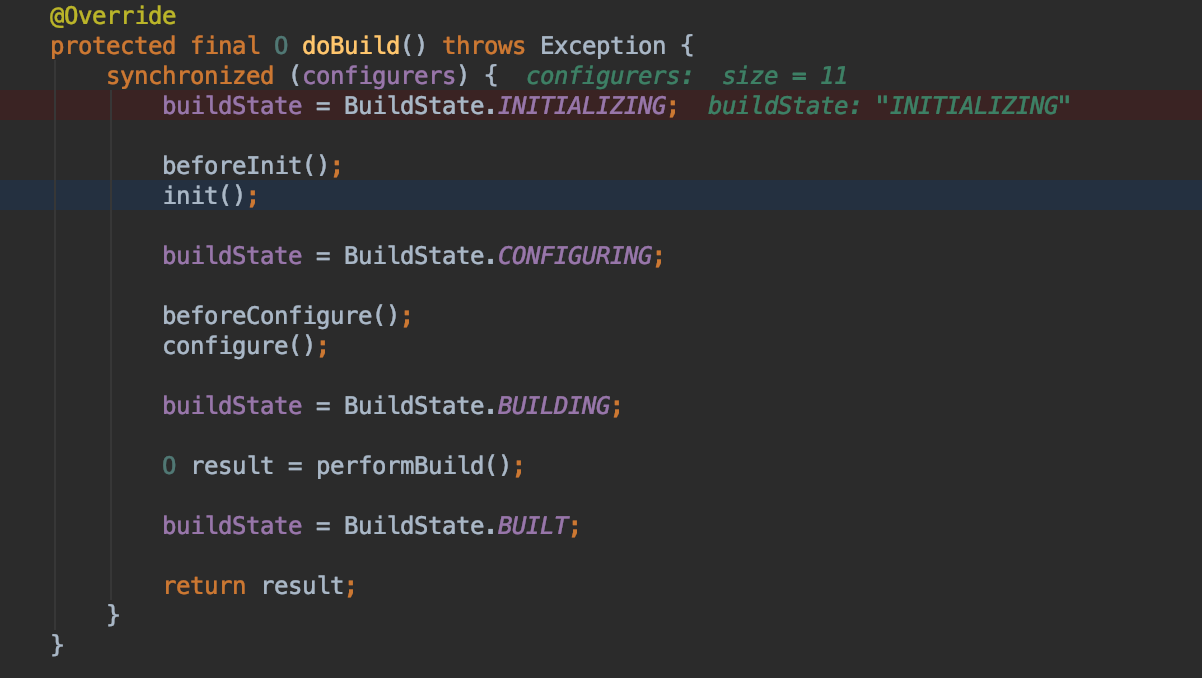 @Override
protected final O doBuild() throws Exception {
synchronized (configurers) {  configurers:  size = 11
buildState = BuildState.INITIALIZING;  buildState: "INITIALIZING"
beforeInit();
init();
buildState = BuildState.CONFIGURING;
beforeConfigure();
configure();
buildState = BuildState.BUILDING;
O result = performBuild();
buildState = BuildState.BUILT;
return result;
}
}